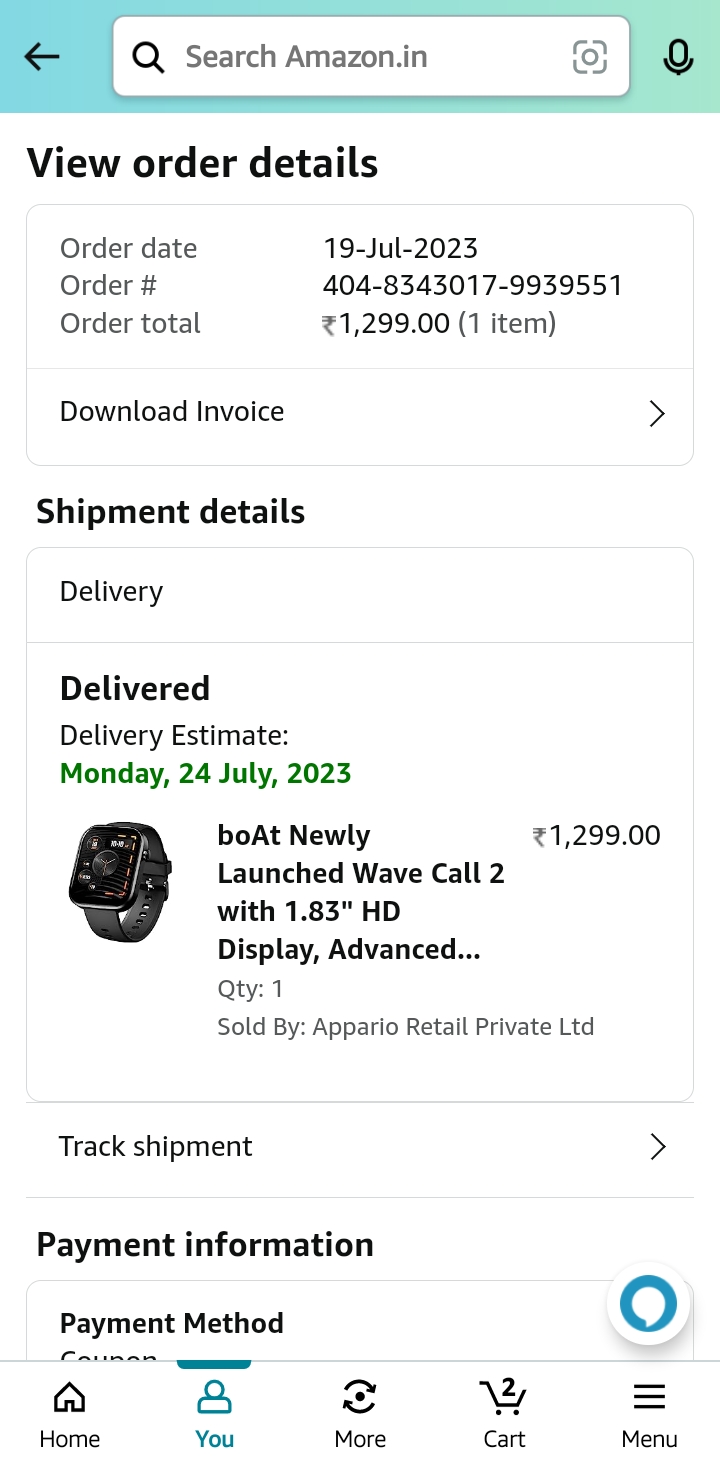 Search Amazon.in
View order details
Order date 19-Jul-2023
Order # 404-8343017-9939551
Order total ₹1,299.00 (1 item)
Download Invoice
Shipment details
Delivery
Delivered
Delivery Estimate:
Monday, 24 July, 2023
boAt Newly ₹1,299.00
Launched Wave Call 2
with 1.83" HD
Display, Advanced...
Qty: 1
Sold By: Appario Retail Private Ltd
Track shipment
Payment information
Payment Method
Coupon
2
Home You More Cart Menu